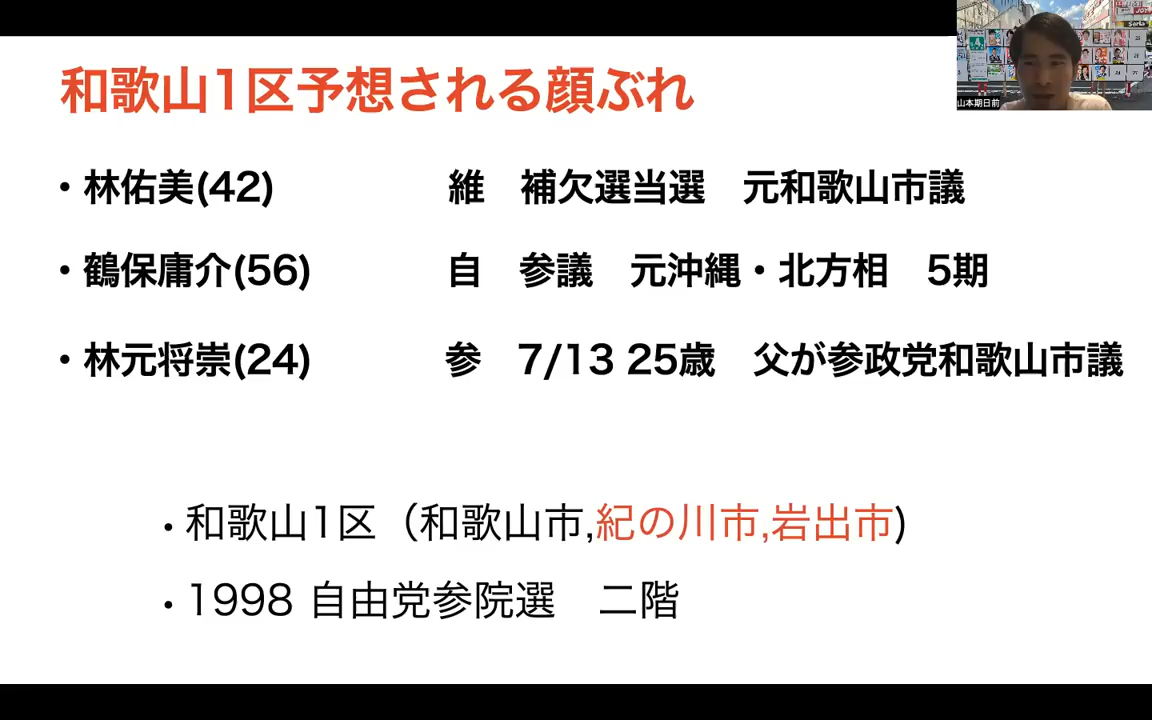 和歌山1区予想される顔ぶれ
山本期日前
・林佑美(42)　維　補欠選当選　元和歌山市議
・鶴保庸介(56)　自　参議　元沖縄・北方相　5期
・林元将崇(24)　参　7/13 25歳　父が参政党和歌山市議
・和歌山1区（和歌山市,紀の川市,岩出市)
・1998 自由党参院選　二階